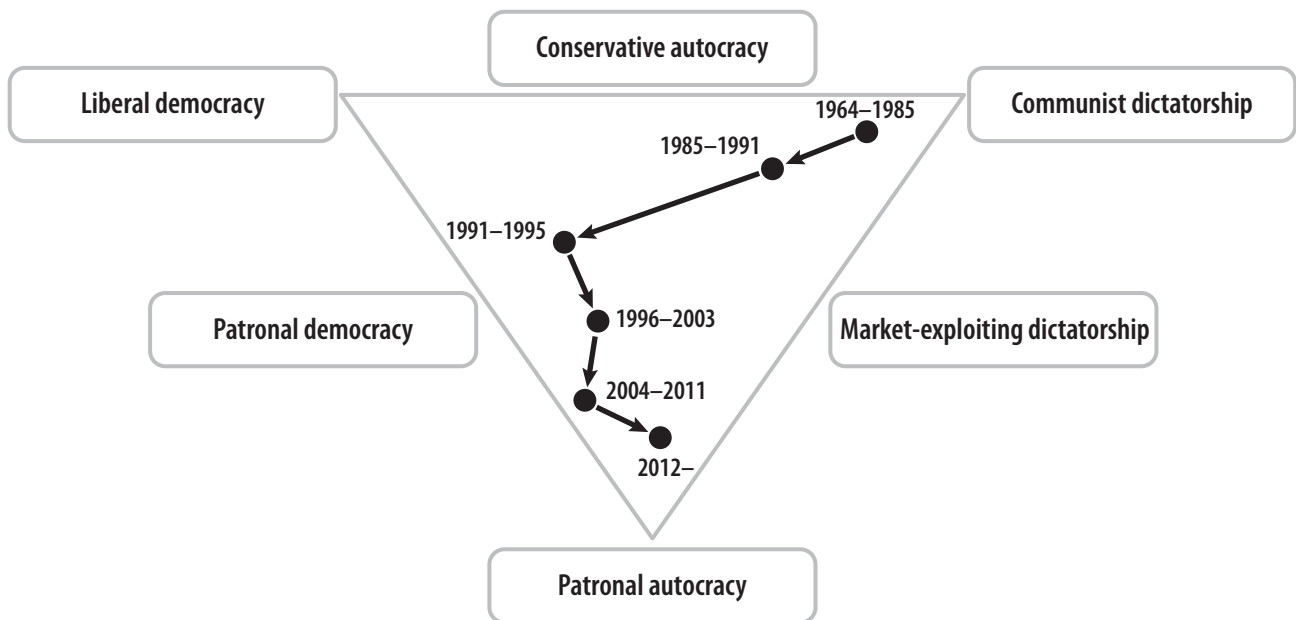 Conservative autocracy
Liberal democracy
Communist dictatorship
1964–1985
1985–1991
1991–1995
Patronal democracy
1996–2003
Market-exploiting dictatorship
2004–2011
2012–
Patronal autocracy